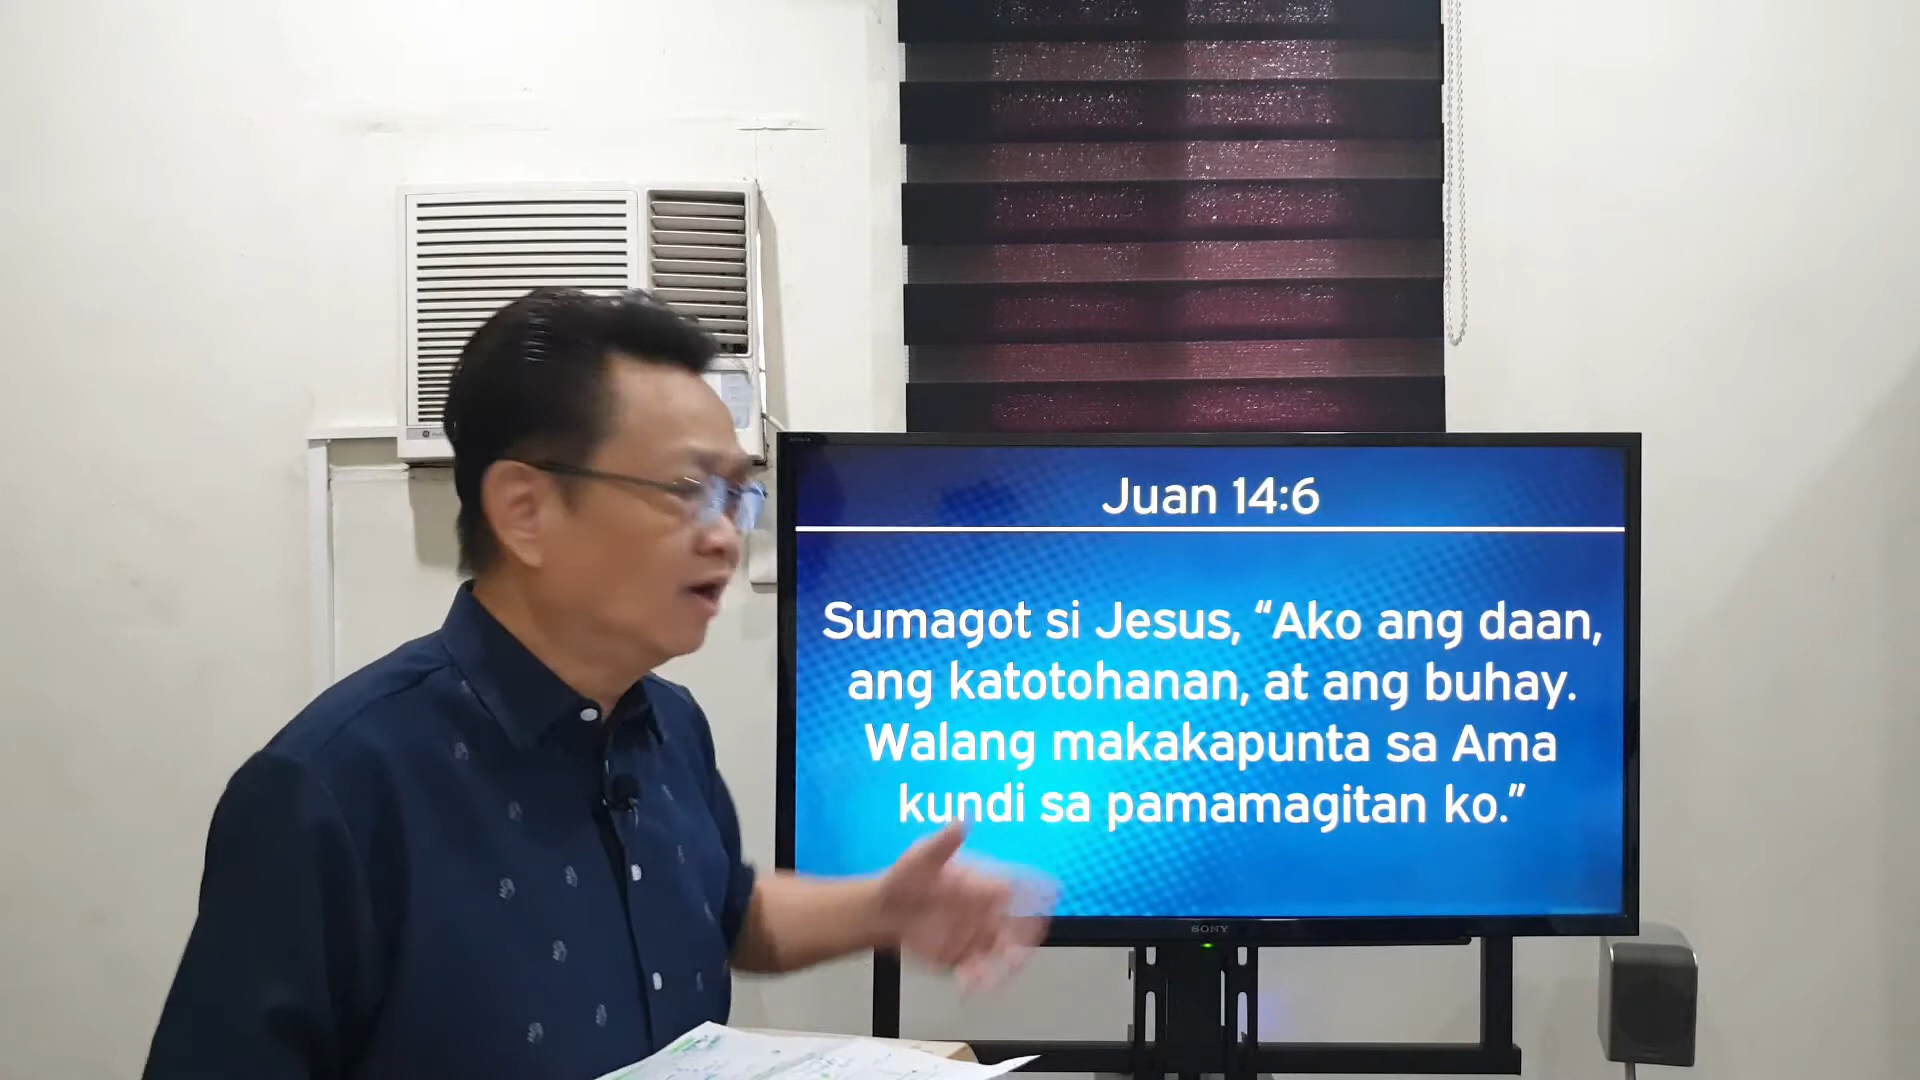 Juan 14:6
Sumagot si Jesus, “Ako ang daan,
ang katotohanan, at ang buhay.
Walang makakapunta sa Ama
kundi sa pamamagitan ko.”
SONY